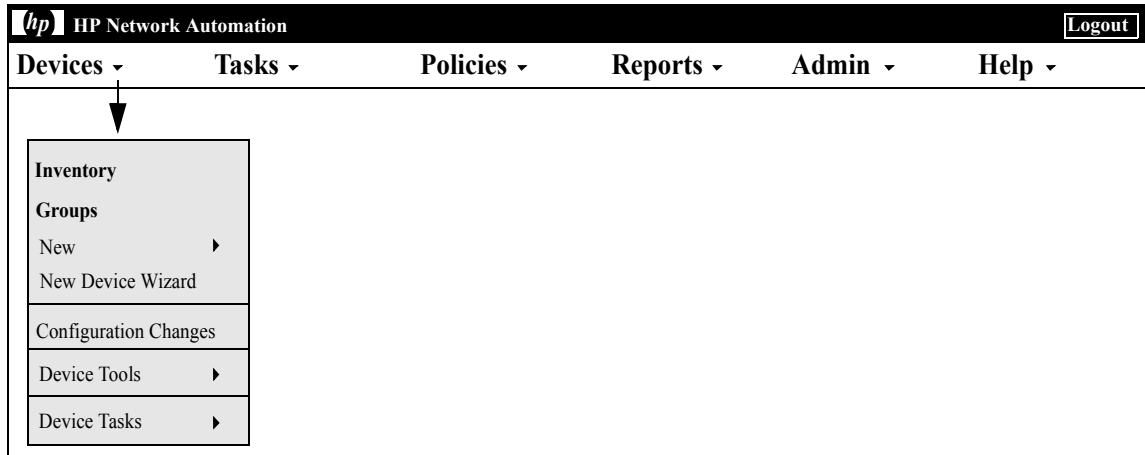 hp HP Network Automation Logout
Devices Tasks Policies Reports Admin Help
Inventory
Groups
New
New Device Wizard
Configuration Changes
Device Tools
Device Tasks